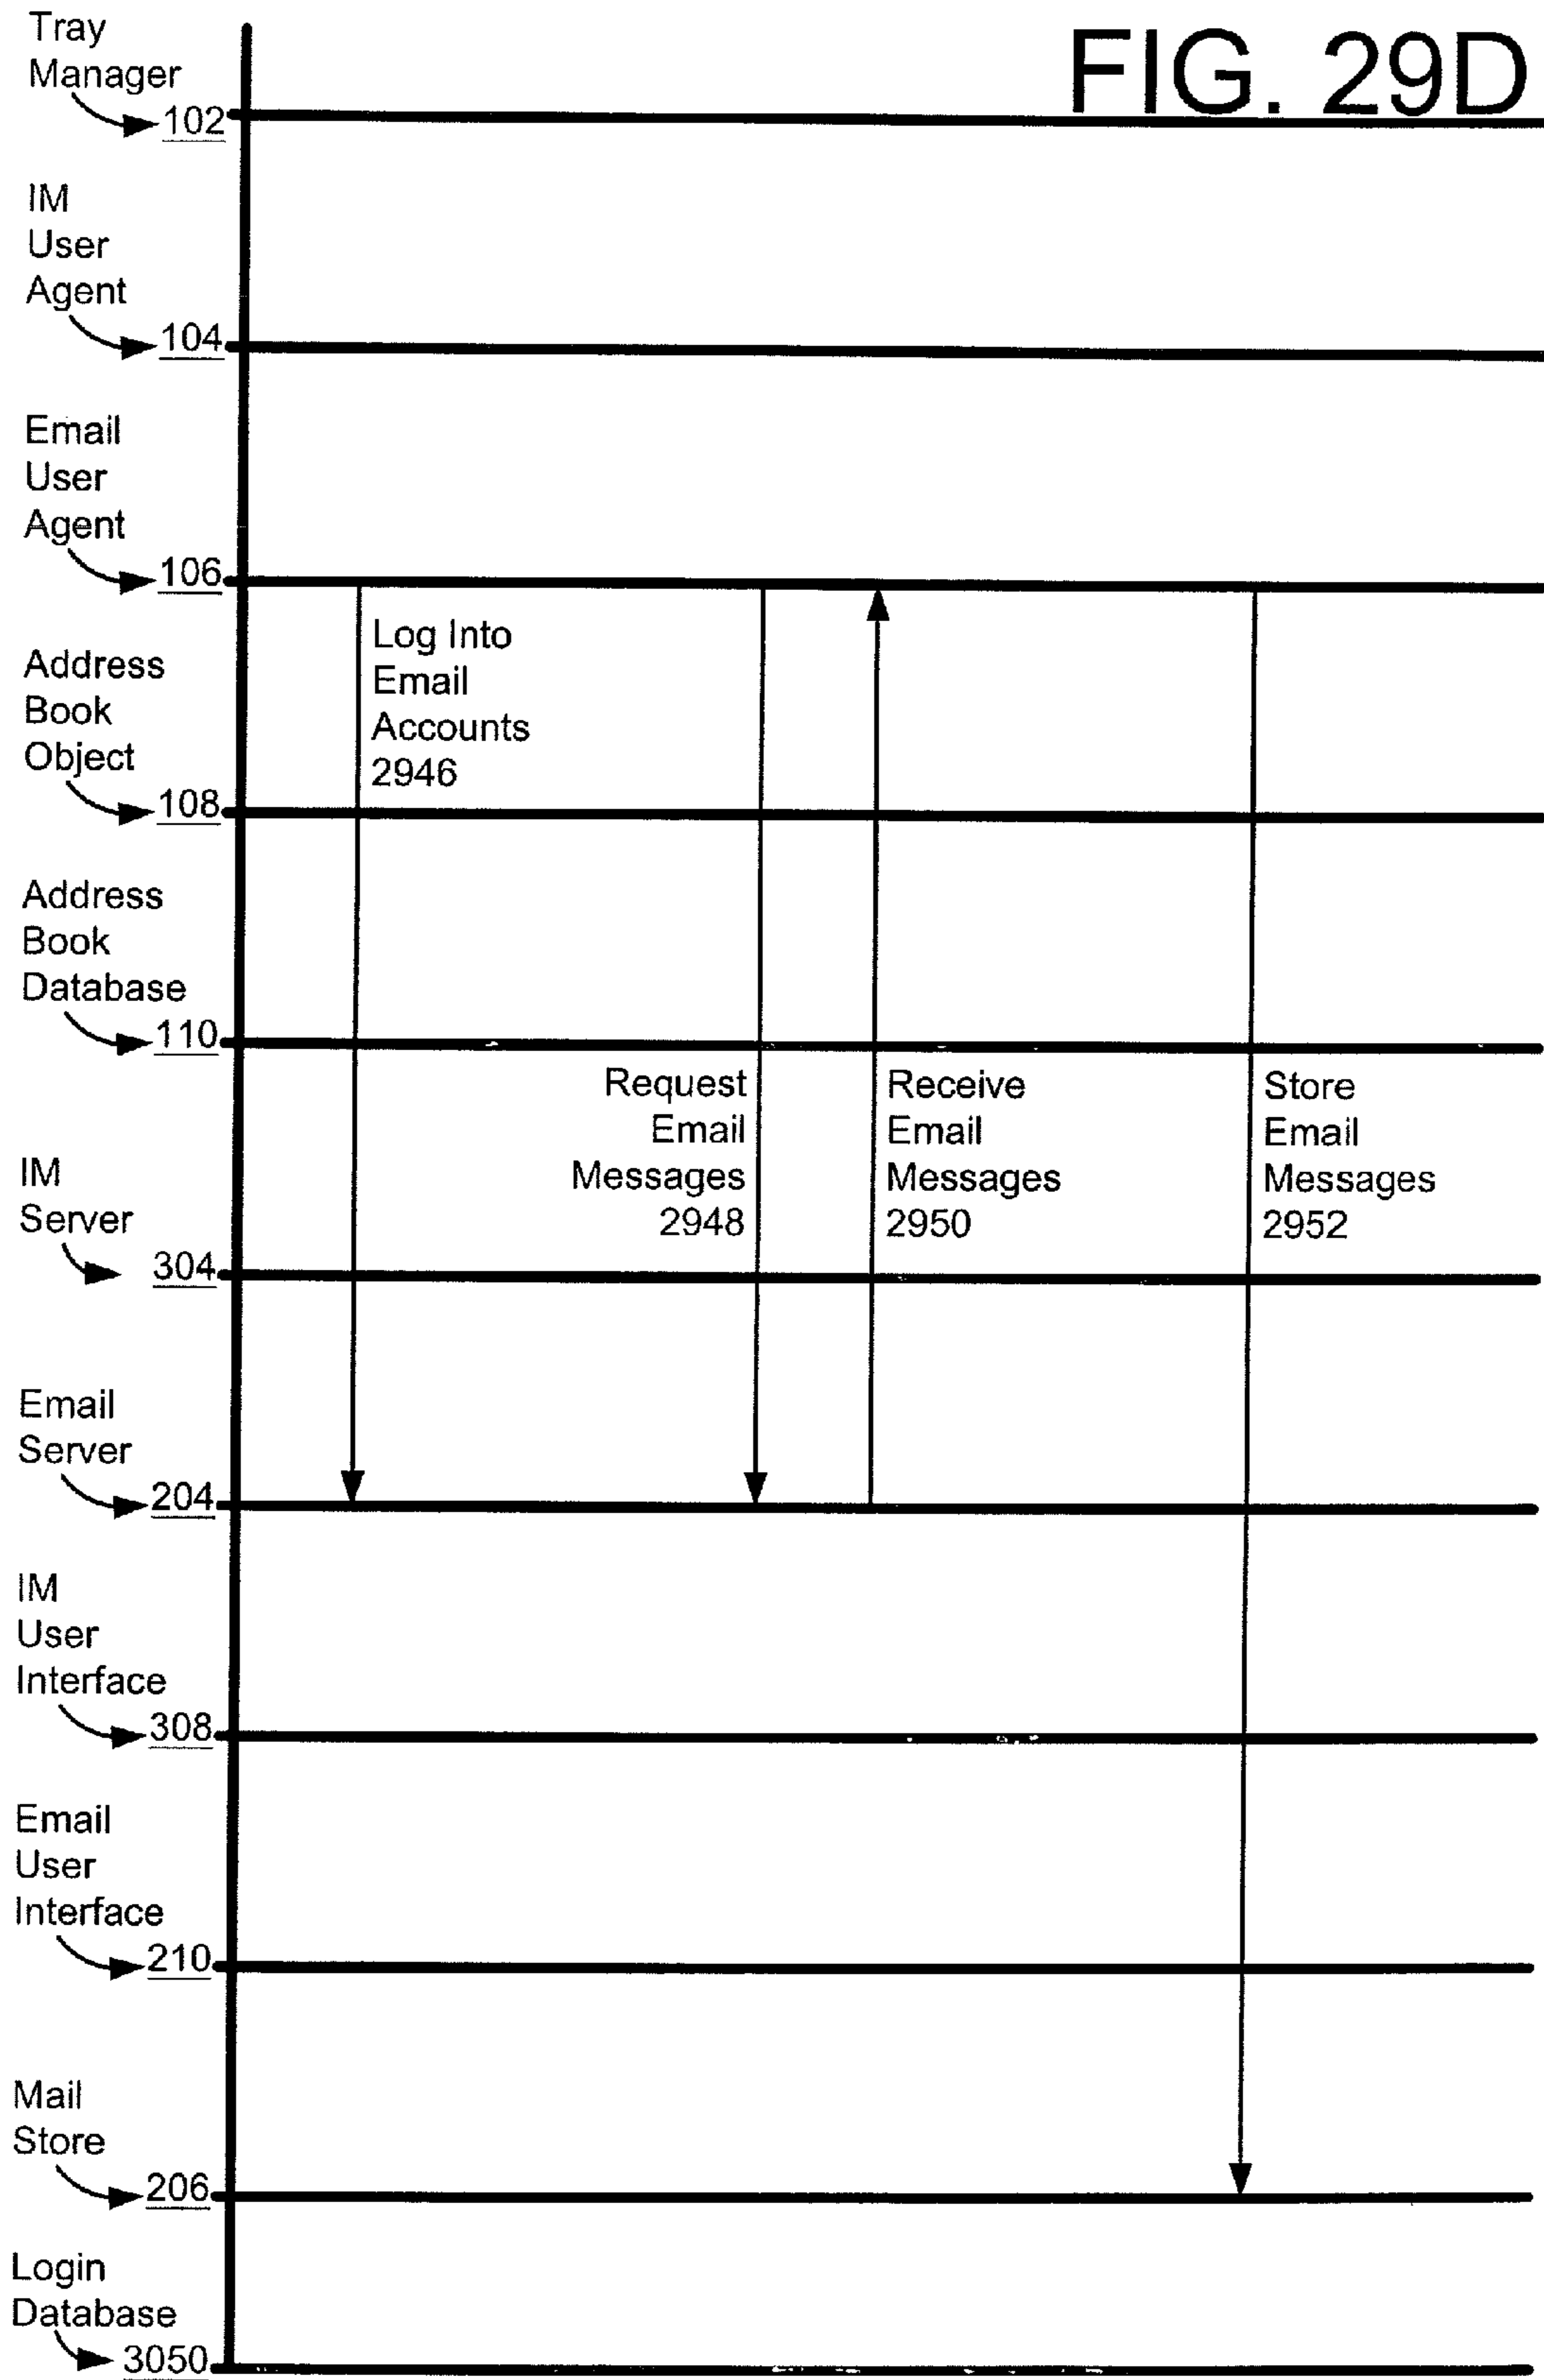 FIG. 29D
Tray
Manager
102
IM
User
Agent
104
Email
User
Agent
106
Log Into
Email
Accounts
2946
Address
Book
Object
108
Address
Book
Database
110
Request
Email
Messages
2948
Receive
Email
Messages
2950
Store
Email
Messages
2952
IM
Server
304
Email
Server
204
IM
User
Interface
308
Email
User
Interface
210
Mail
Store
206
Login
Database
3050